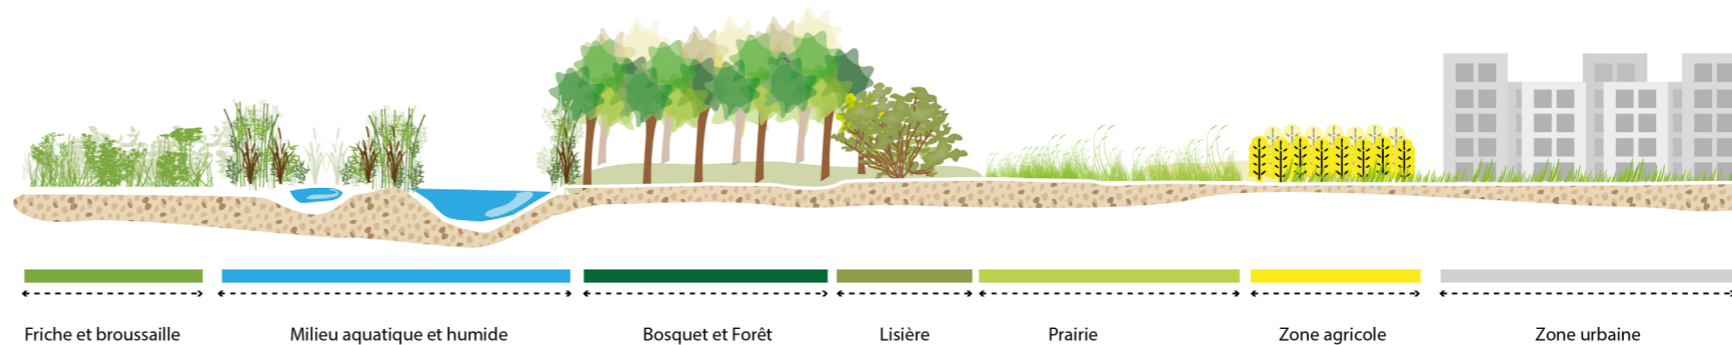 Friche et broussaille
Milieu aquatique et humide
Bosquet et Forêt
Lisière
Prairie
Zone agricole
Zone urbaine